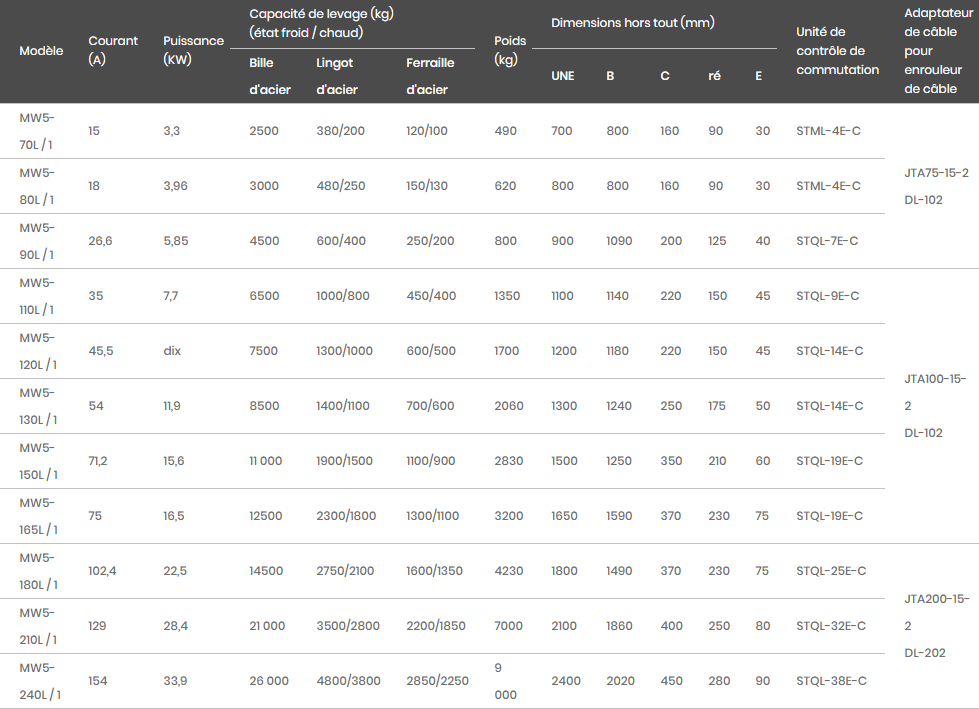 Modèle Courant (A) Puissance (KW) Capacité de levage (kg) (état froid / chaud) Poids (kg) Dimensions hors tout (mm) Unité de contrôle de commutation Adaptateur de câble pour enrouleur de câble
Bille d'acier Lingot d'acier Ferraille d'acier UNE B C ré E
MW5-70L / 1 15 3,3 2500 380/200 120/100 490 700 800 160 90 30 STML-4E-C
MW5-80L / 1 18 3,96 3000 480/250 150/130 620 800 800 160 90 30 STML-4E-C JTA75-15-2 DL-102
MW5-90L / 1 26,6 5,85 4500 600/400 250/200 800 900 1090 200 125 40 STQL-7E-C
MW5-110L / 1 35 7,7 6500 1000/800 450/400 1350 1100 1140 220 150 45 STQL-9E-C
MW5-120L / 1 45,5 dix 7500 1300/1000 600/500 1700 1200 1180 220 150 45 STQL-14E-C
MW5-130L / 1 54 11,9 8500 1400/1100 700/600 2060 1300 1240 250 175 50 STQL-14E-C JTA100-15-2 DL-102
MW5-150L / 1 71,2 15,6 11 000 1900/1500 1100/900 2830 1500 1250 350 210 60 STQL-19E-C
MW5-165L / 1 75 16,5 12500 2300/1800 1300/1100 3200 1650 1590 370 230 75 STQL-19E-C
MW5-180L / 1 102,4 22,5 14500 2750/2100 1600/1350 4230 1800 1490 370 230 75 STQL-25E-C
MW5-210L / 1 129 28,4 21 000 3500/2800 2200/1850 7000 2100 1860 400 250 80 STQL-32E-C JTA200-15-2 DL-202
MW5-240L / 1 154 33,9 26 000 4800/3800 2850/2250 9 000 2400 2020 450 280 90 STQL-38E-C